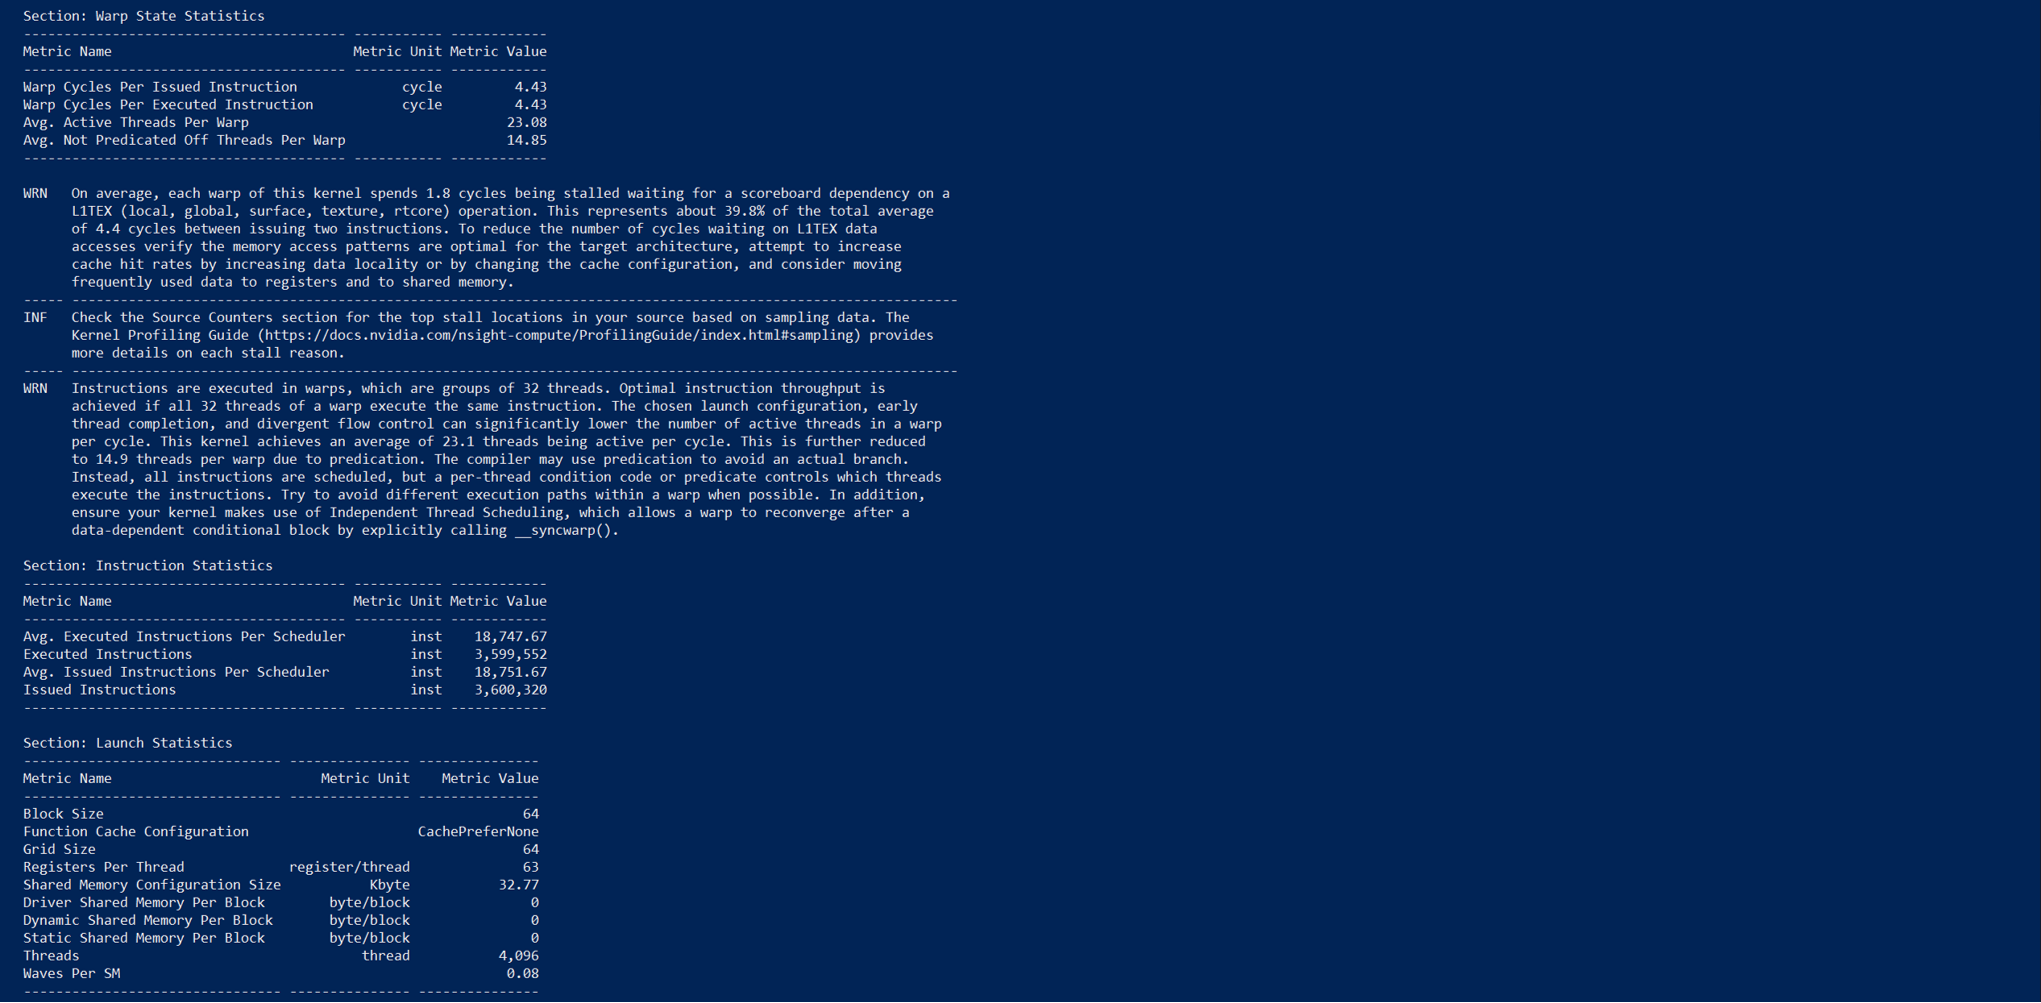 Section: Warp State Statistics
---------------------------------------- ----------- ------------
Metric Name                              Metric Unit Metric Value
---------------------------------------- ----------- ------------
Warp Cycles Per Issued Instruction             cycle         4.43
Warp Cycles Per Executed Instruction           cycle         4.43
Avg. Active Threads Per Warp                                23.08
Avg. Not Predicated Off Threads Per Warp                    14.85
---------------------------------------- ----------- ------------
WRN   On average, each warp of this kernel spends 1.8 cycles being stalled waiting for a scoreboard dependency on a
      L1TEX (local, global, surface, texture, rtcore) operation. This represents about 39.8% of the total average
      of 4.4 cycles between issuing two instructions. To reduce the number of cycles waiting on L1TEX data
      accesses verify the memory access patterns are optimal for the target architecture, attempt to increase
      cache hit rates by increasing data locality or by changing the cache configuration, and consider moving
      frequently used data to registers and to shared memory.
----- --------------------------------------------------------------------------------------------------------------
INF   Check the Source Counters section for the top stall locations in your source based on sampling data. The
      Kernel Profiling Guide (https://docs.nvidia.com/nsight-compute/ProfilingGuide/index.html#sampling) provides
      more details on each stall reason.
----- --------------------------------------------------------------------------------------------------------------
WRN   Instructions are executed in warps, which are groups of 32 threads. Optimal instruction throughput is
      achieved if all 32 threads of a warp execute the same instruction. The chosen launch configuration, early
      thread completion, and divergent flow control can significantly lower the number of active threads in a warp
      per cycle. This kernel achieves an average of 23.1 threads being active per cycle. This is further reduced
      to 14.9 threads per warp due to predication. The compiler may use predication to avoid an actual branch.
      Instead, all instructions are scheduled, but a per-thread condition code or predicate controls which threads
      execute the instructions. Try to avoid different execution paths within a warp when possible. In addition,
      ensure your kernel makes use of Independent Thread Scheduling, which allows a warp to reconverge after a
      data-dependent conditional block by explicitly calling __syncwarp().
Section: Instruction Statistics
---------------------------------------- ----------- ------------
Metric Name                              Metric Unit Metric Value
---------------------------------------- ----------- ------------
Avg. Executed Instructions Per Scheduler        inst    18,747.67
Executed Instructions                           inst    3,599,552
Avg. Issued Instructions Per Scheduler          inst    18,751.67
Issued Instructions                             inst    3,600,320
---------------------------------------- ----------- ------------
Section: Launch Statistics
-------------------------------- --------------- ---------------
Metric Name                          Metric Unit    Metric Value
-------------------------------- --------------- ---------------
Block Size                                                    64
Function Cache Configuration                     CachePreferNone
Grid Size                                                     64
Registers Per Thread             register/thread              63
Shared Memory Configuration Size           Kbyte           32.77
Driver Shared Memory Per Block        byte/block               0
Dynamic Shared Memory Per Block       byte/block               0
Static Shared Memory Per Block        byte/block               0
Threads                                   thread           4,096
Waves Per SM                                                0.08
-------------------------------- --------------- ---------------